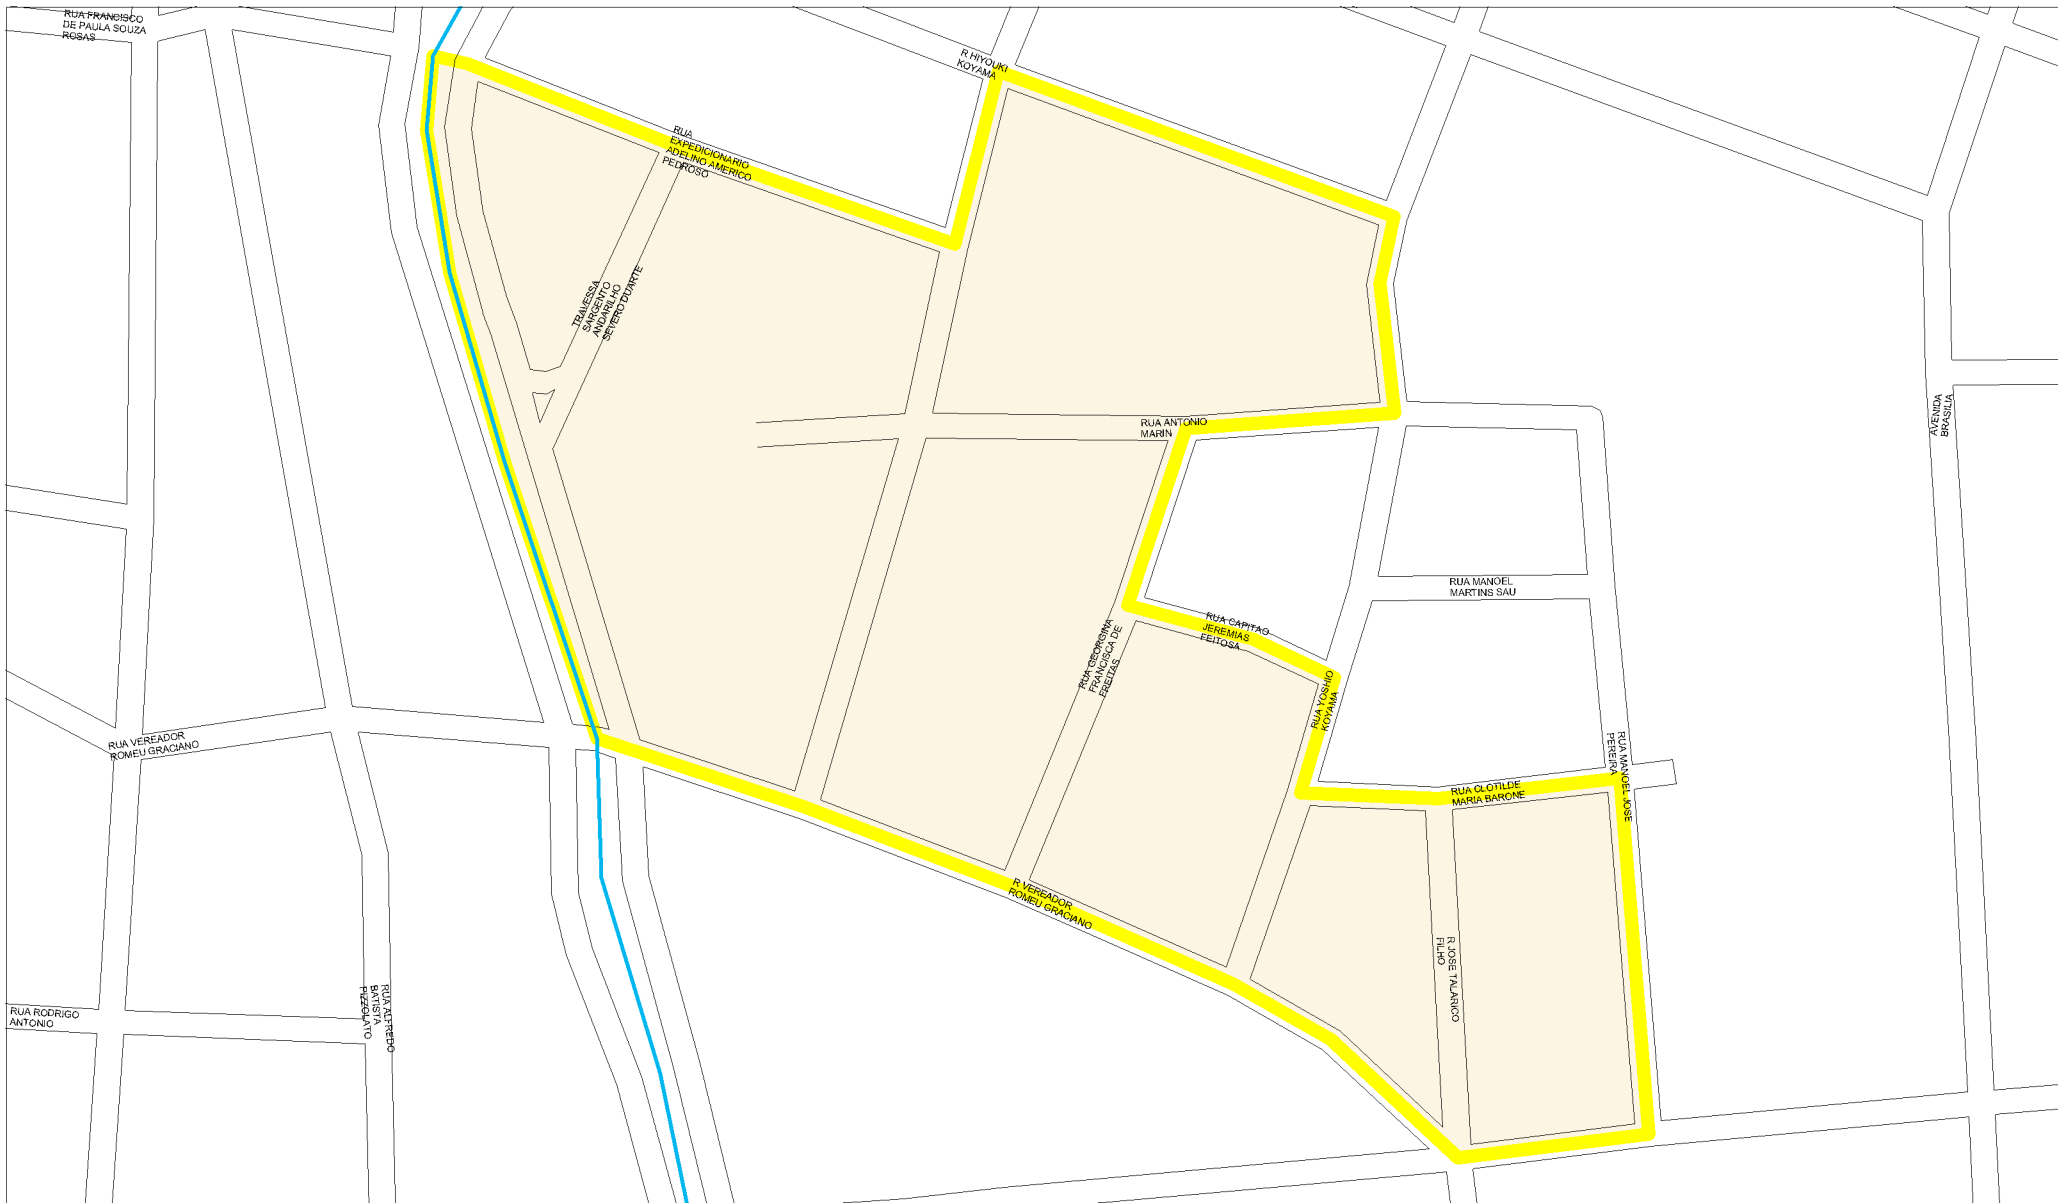 RUA FRANCISCO
DE PAULA SOUZA
ROSAS
R HIYOUKI
KOYAMA
RUA
EXPEDICIONARIO
ADELINO AMERICO
PEDROSO
TRAVESSA
SARGENTO
ANDARILHO
SEVERO DUARTE
RUA ANTONIO
MARIN
AVENIDA
BRASILIA
RUA MANOEL
MARTINS SAU
RUA CAPITAO
JEREMIAS
FEITOSA
RUA GEORGINA
FRANCISCA DE
FREITAS
RUA YOSHIO
KOYAMA
RUA VEREADOR
ROMEU GRACIANO
RUA MANOEL JOSE
PEREIRA
RUA CLOTILDE
MARIA BARONE
R VEREADOR
ROMEU GRACIANO
R JOSE TALARICO
FILHO
RUA RODRIGO
ANTONIO
RUA ALFREDO
BATISTA
PIZZOLATO